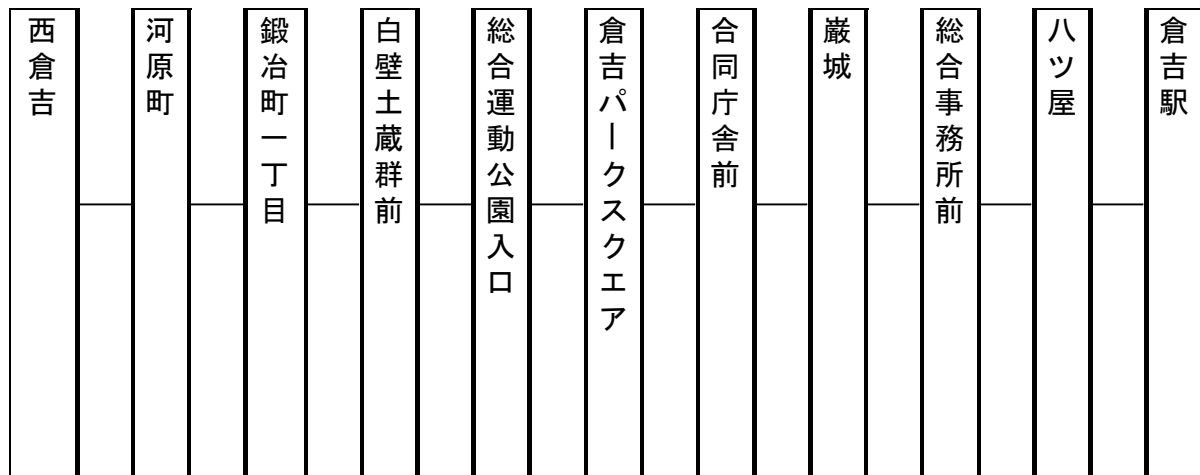 西倉吉
河原町
鍛冶町一丁目
白壁土蔵群前
総合運動公園入口
倉吉パークスクエア
合同庁舎前
巌城
総合事務所前
八ツ屋
倉吉駅